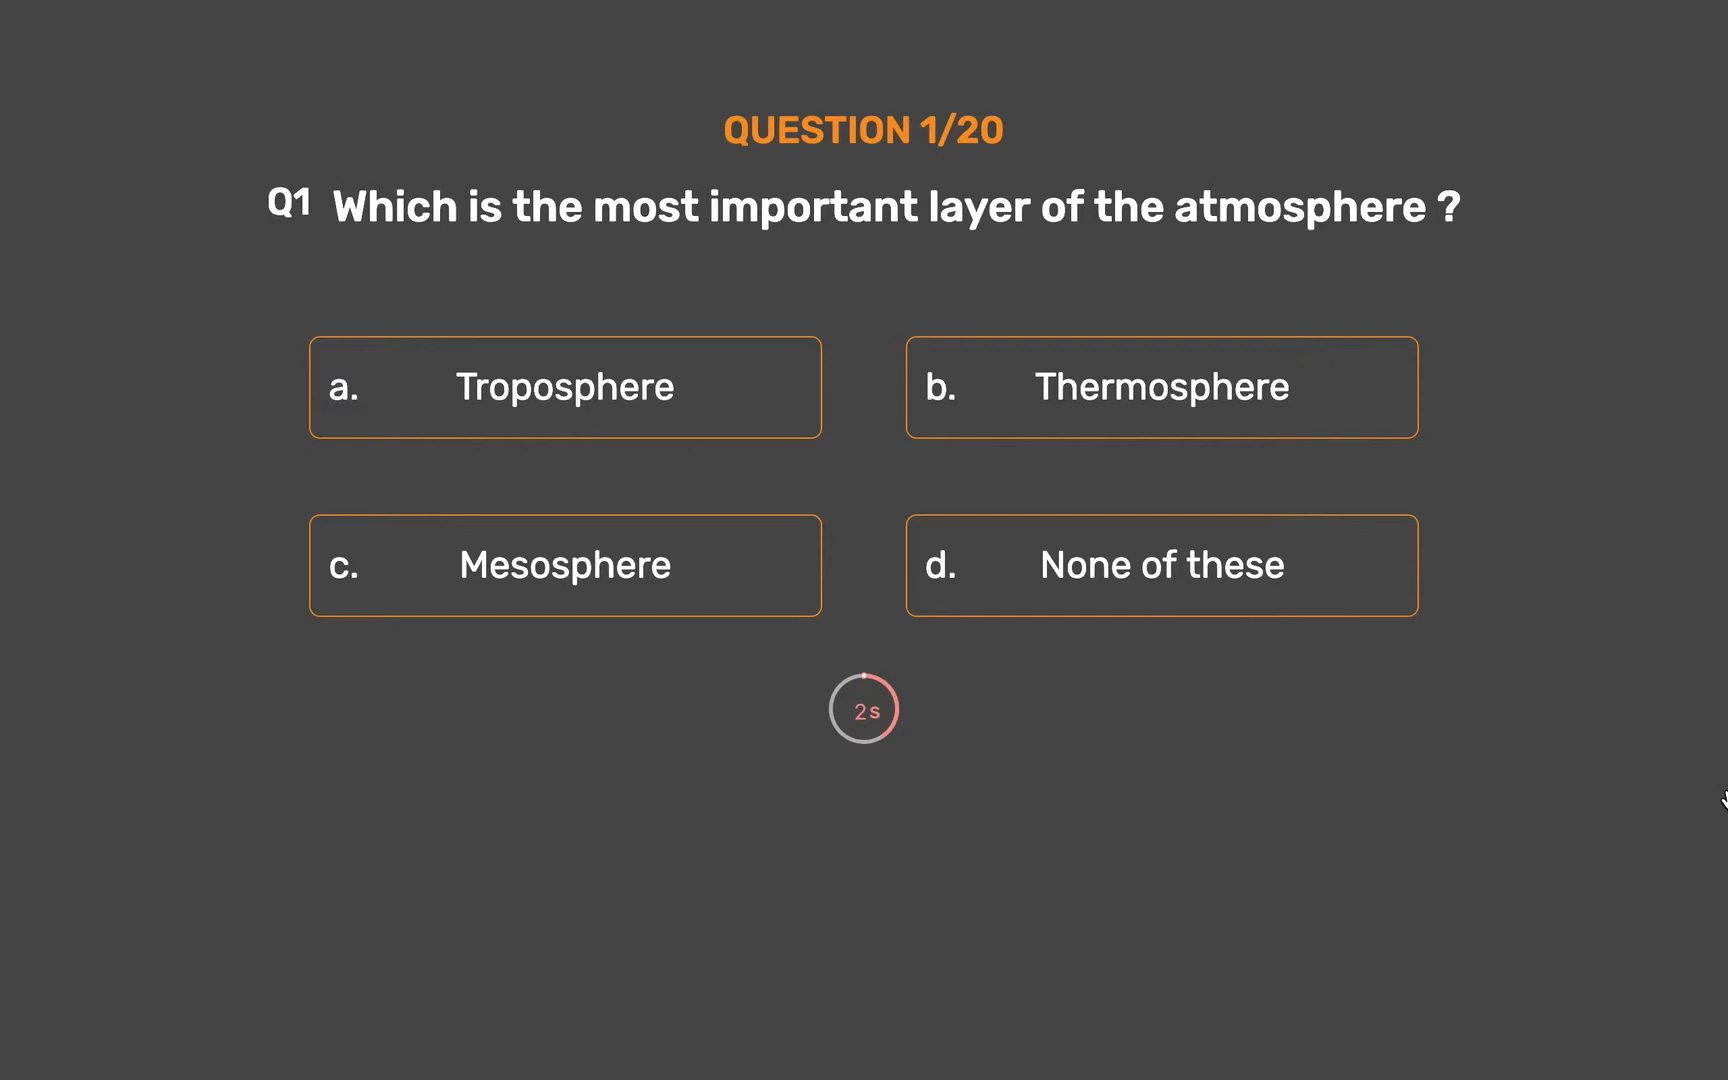 QUESTION 1/20
Q1 Which is the most important layer of the atmosphere ?
a. Troposphere
b. Thermosphere
c. Mesosphere
d. None of these
2s